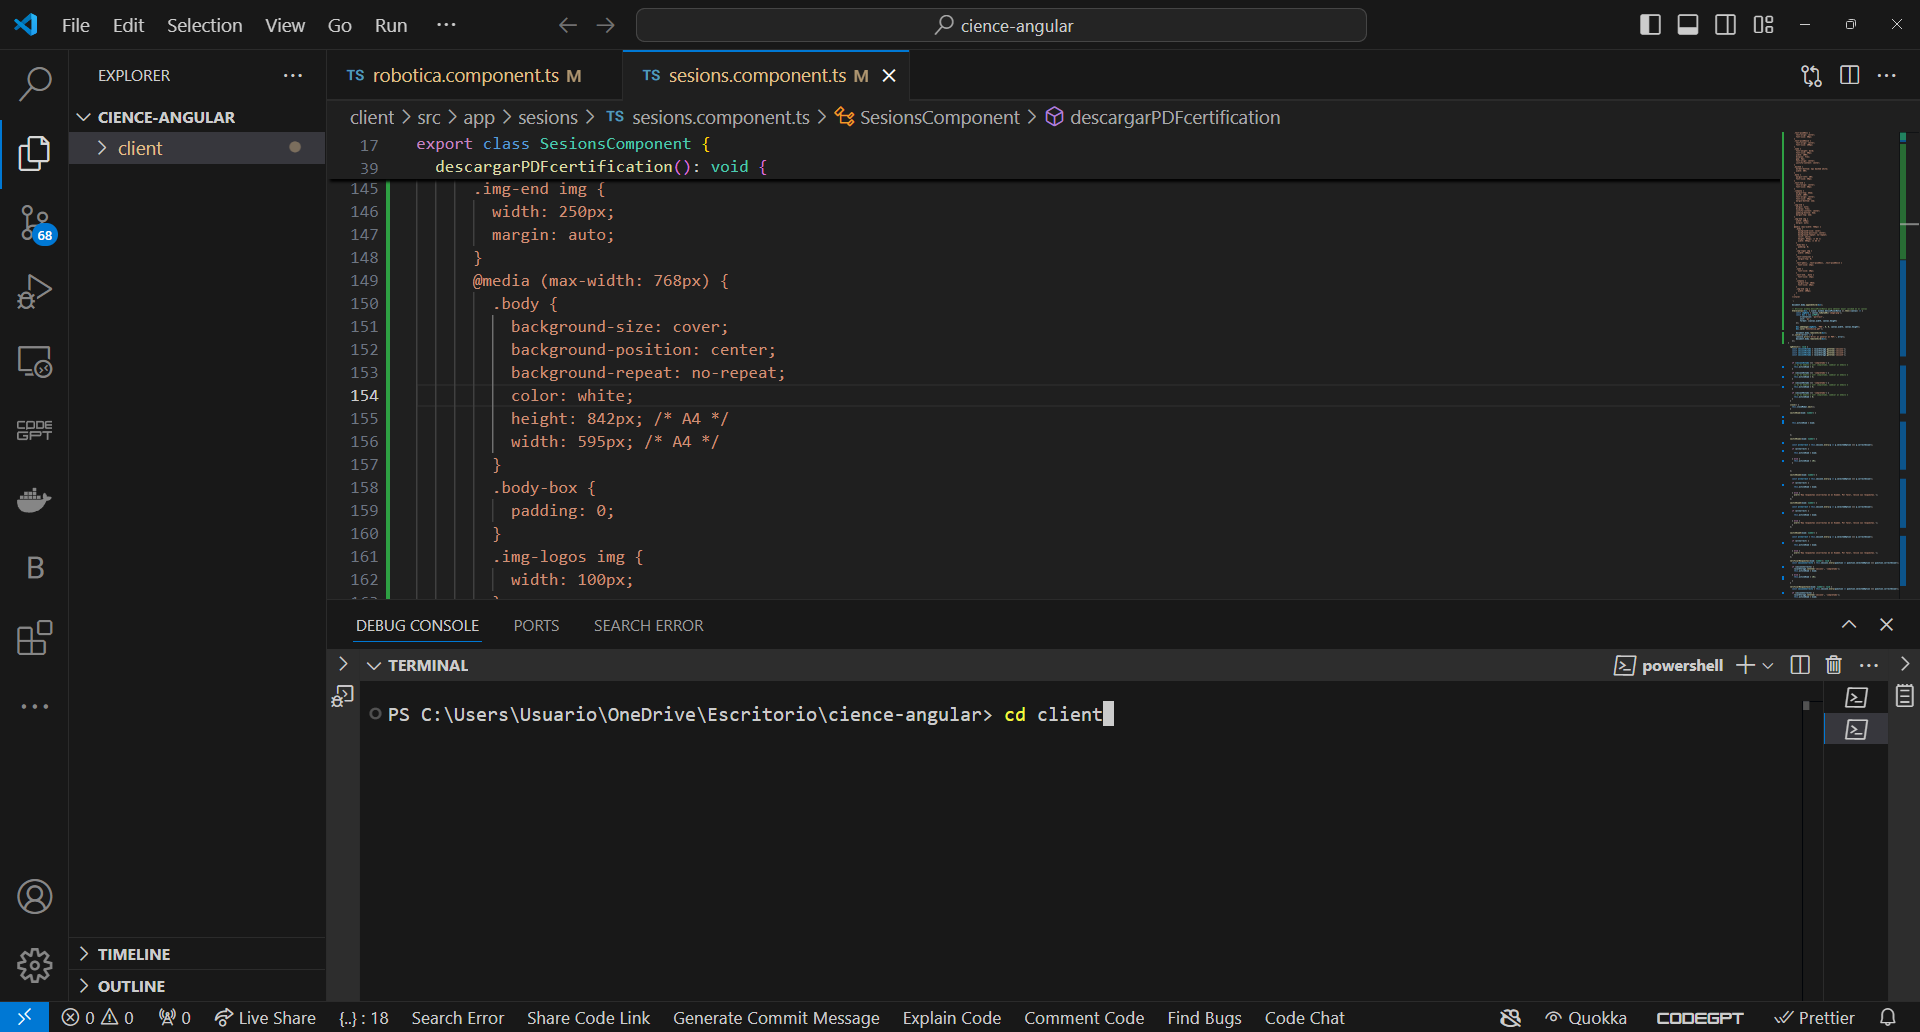 File Edit Selection View Go Run ··· cience-angular
EXPLORER ···
CIENCE-ANGULAR
client
TS robotica.component.ts M TS sesions.component.ts M
client > src > app > sesions > TS sesions.component.ts > SesionsComponent > descargarPDFcertification
17 export class SesionsComponent {
39 descargarPDFcertification(): void {
145 .img-end img {
146 width: 250px;
147 margin: auto;
148 }
149 @media (max-width: 768px) {
150 .body {
151 background-size: cover;
152 background-position: center;
153 background-repeat: no-repeat;
154 color: white;
155 height: 842px; /* A4 */
156 width: 595px; /* A4 */
157 }
158 .body-box {
159 padding: 0;
160 }
161 .img-logos img {
162 width: 100px;
68
CODE GPT
B
DEBUG CONSOLE PORTS SEARCH ERROR
TERMINAL powershell
PS C:\Users\Usuario\OneDrive\Escritorio\cience-angular> cd client
TIMELINE
OUTLINE
0 0 0 Live Share {..} : 18 Search Error Share Code Link Generate Commit Message Explain Code Comment Code Find Bugs Code Chat Quokka CODEGPT Prettier